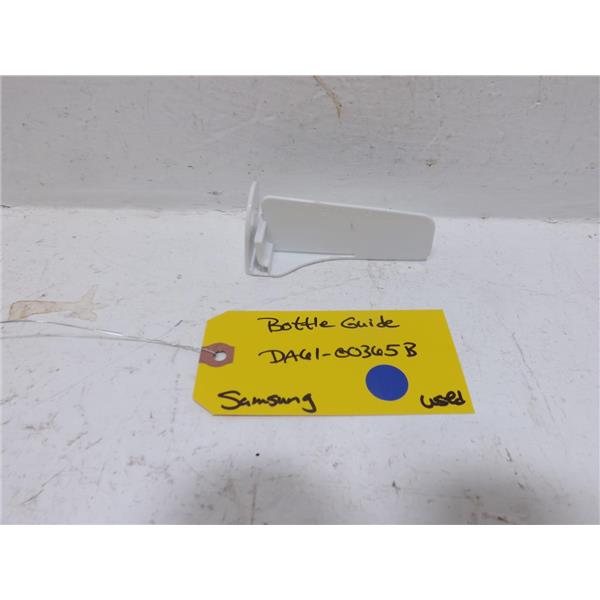 Bottle Guide
DA61-00365B
Samsung used